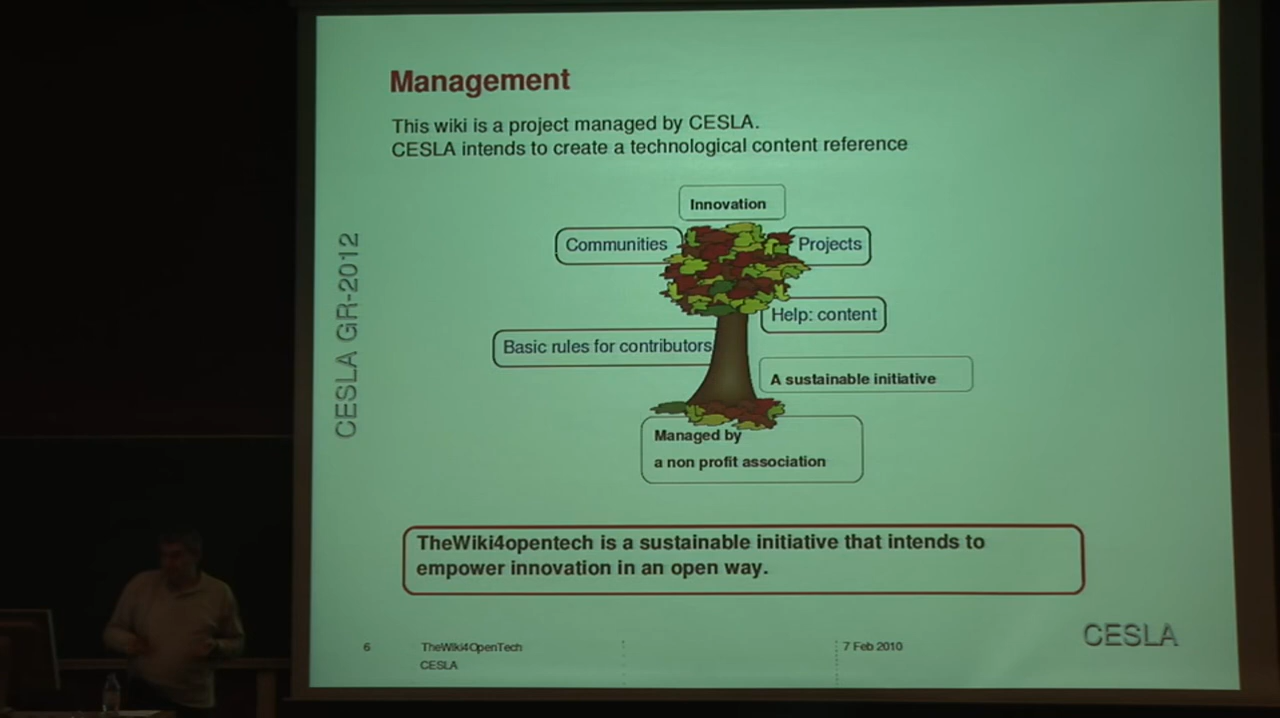 Management
This wiki is a project managed by CESLA.
CESLA intends to create a technological content reference
CESLA GR-2012
Innovation
Communities
Projects
Help: content
Basic rules for contributors
A sustainable initiative
Managed by
a non profit association
TheWiki4opentech is a sustainable initiative that intends to
empower innovation in an open way.
CESLA
6
TheWiki4OpenTech
7 Feb 2010
CESLA